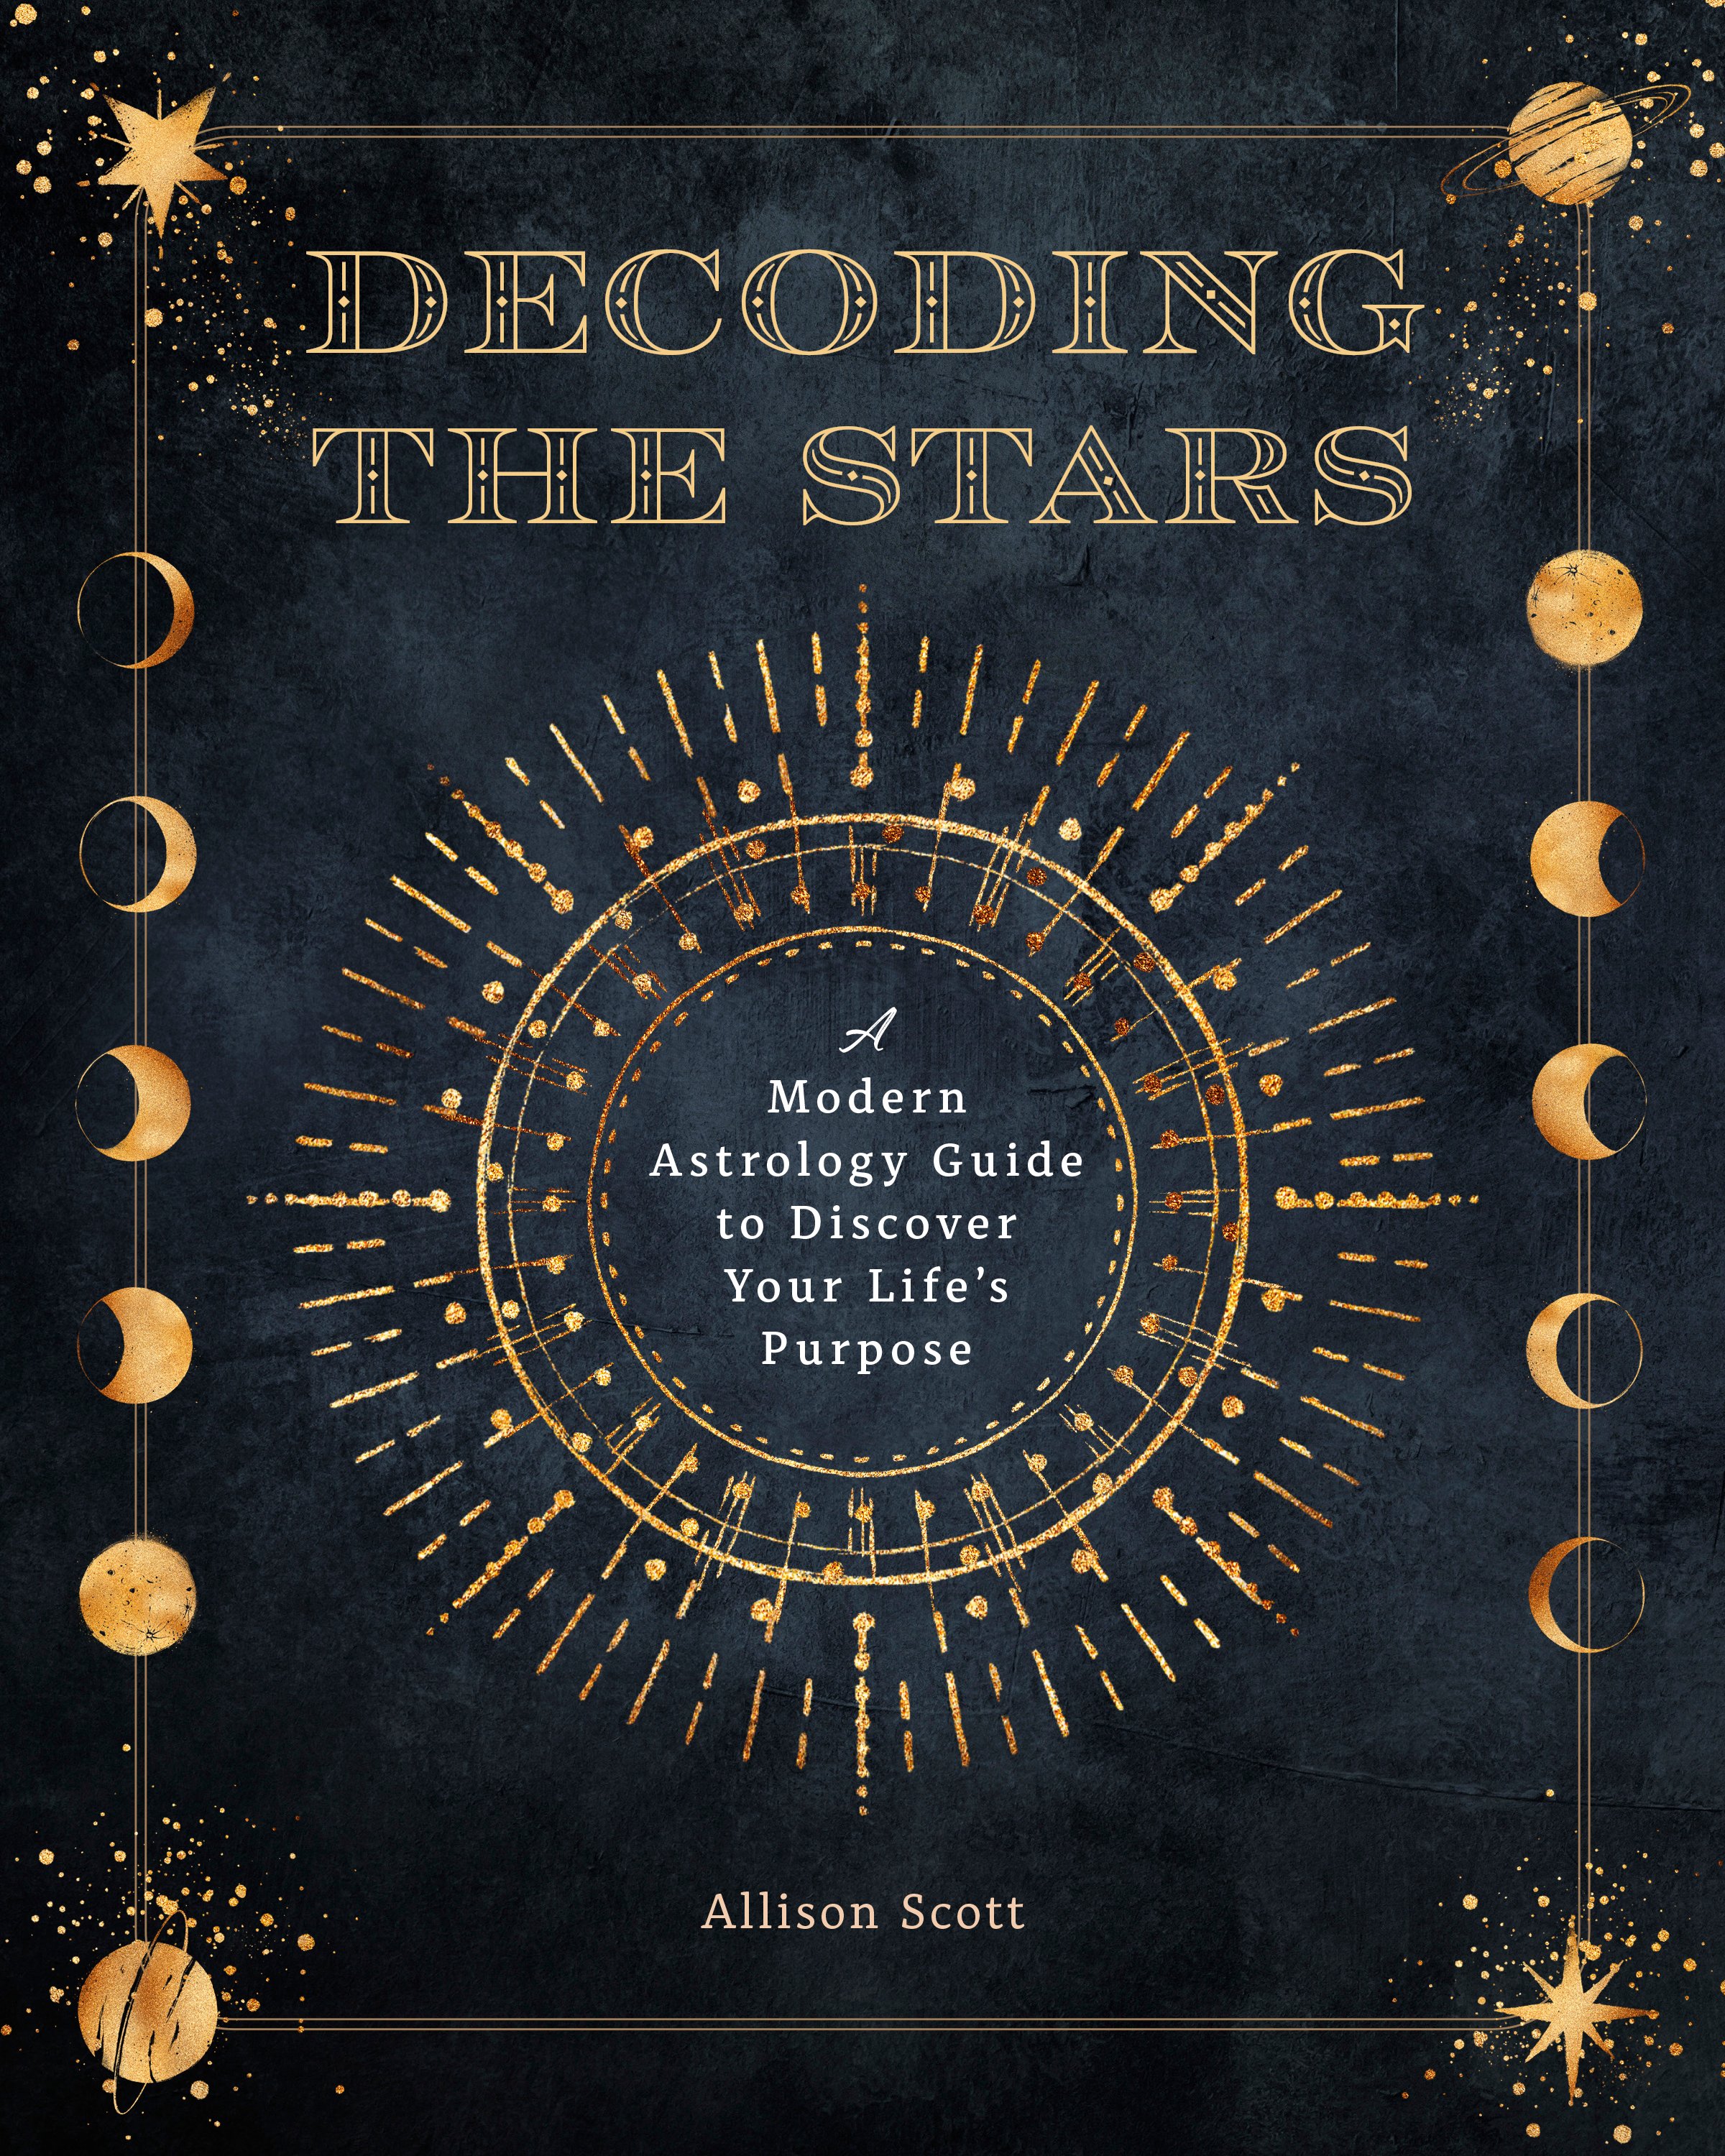 DECODING
THE STARS
A
Modern
Astrology Guide
to Discover
Your Life’s
Purpose
Allison Scott